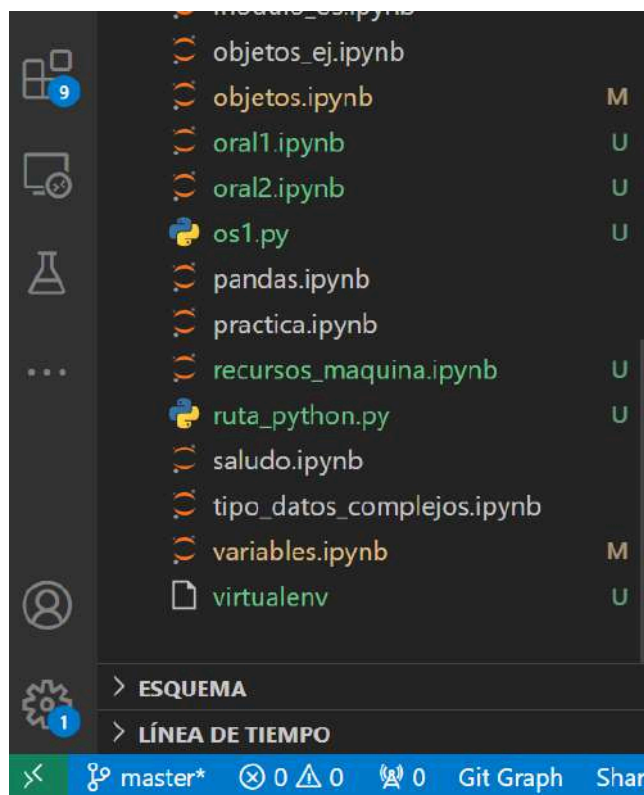 objetos_ej.ipynb
objetos.ipynb M
oral1.ipynb U
oral2.ipynb U
os1.py U
pandas.ipynb
practica.ipynb
recursos_maquina.ipynb U
ruta_python.py U
saludo.ipynb
tipo_datos_complejos.ipynb
variables.ipynb M
virtualenv U
9
1
ESQUEMA
LÍNEA DE TIEMPO
master* 0 0 0 Git Graph Shar